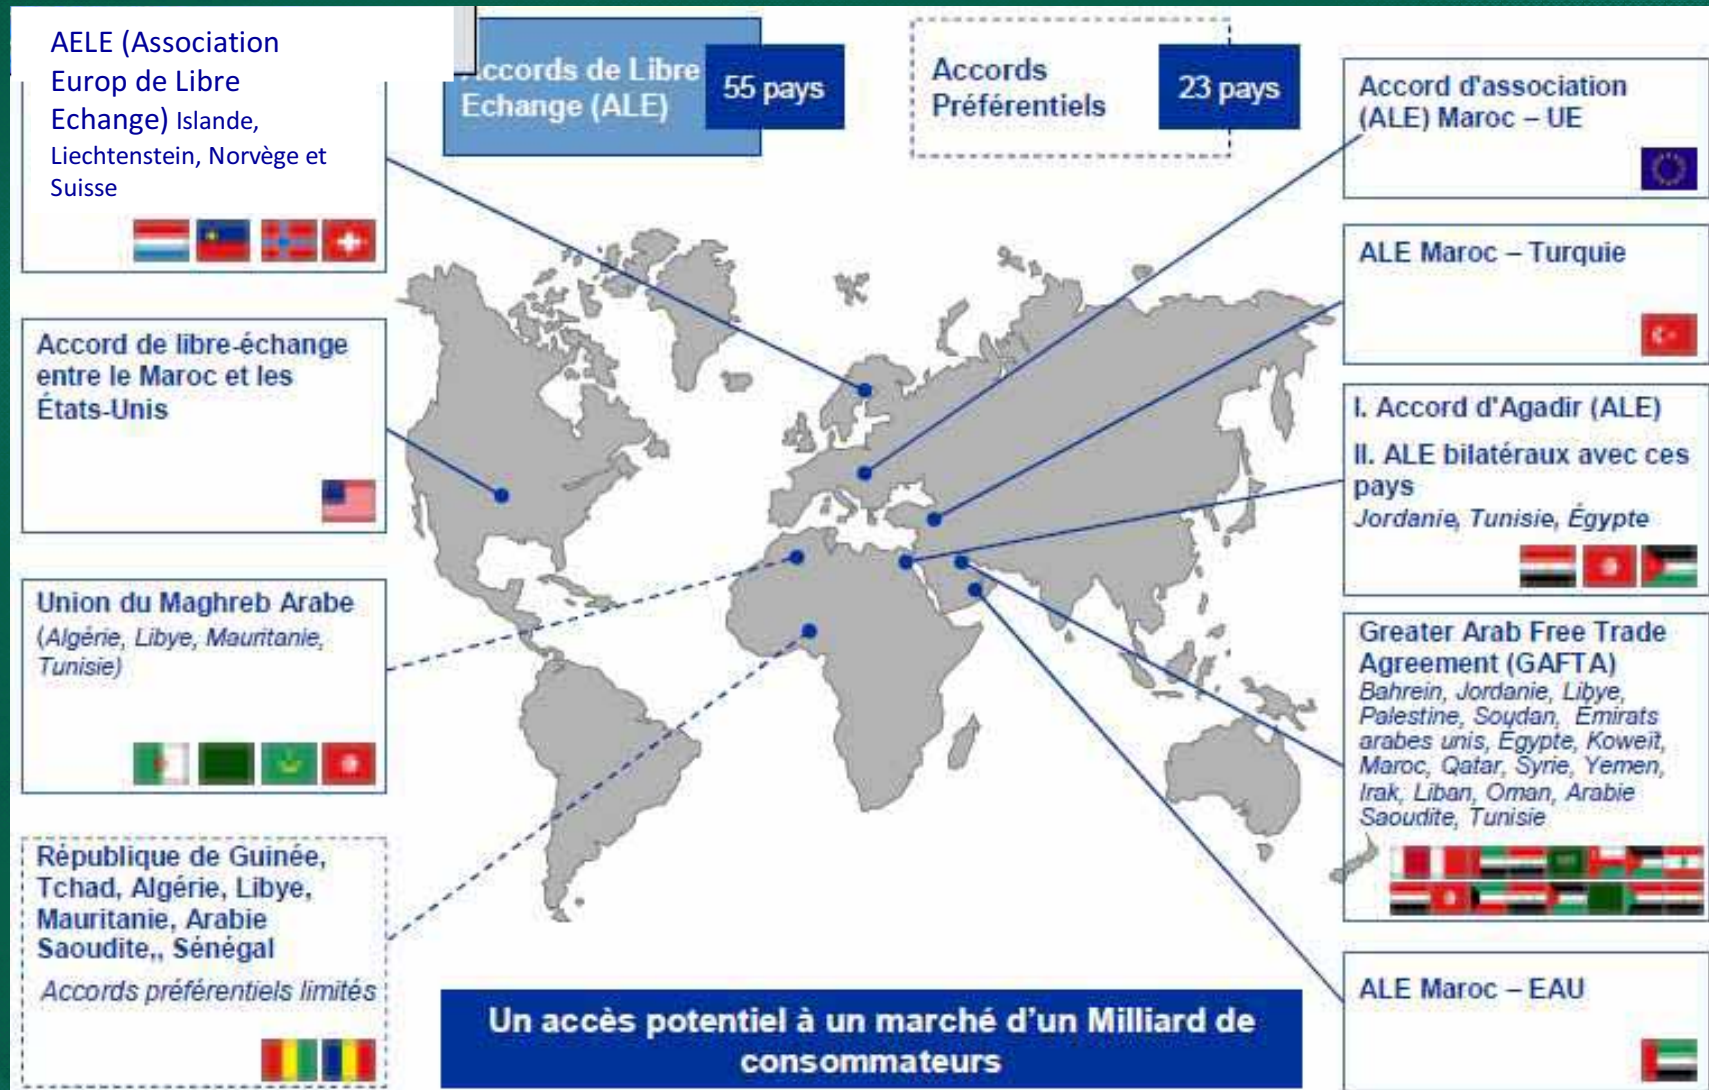 AELE (Association
Europ de Libre
Echange) Islande,
Liechtenstein, Norvège et
Suisse
ccords de Libre
Echange (ALE)
55 pays
Accords
Préférentiels
23 pays
Accord d'association
(ALE) Maroc – UE
ALE Maroc – Turquie
Accord de libre-échange
entre le Maroc et les
États-Unis
I. Accord d'Agadir (ALE)
II. ALE bilatéraux avec ces
pays
Jordanie, Tunisie, Égypte
Union du Maghreb Arabe
(Algérie, Libye, Mauritanie,
Tunisie)
Greater Arab Free Trade
Agreement (GAFTA)
Bahrein, Jordanie, Libye,
Palestine, Soudan, Emirats
arabes unis, Égypte, Koweït,
Maroc, Qatar, Syrie, Yemen,
Irak, Liban, Oman, Arabie
Saoudite, Tunisie
République de Guinée,
Tchad, Algérie, Libye,
Mauritanie, Arabie
Saoudite,, Sénégal
Accords préférentiels limités
ALE Maroc – EAU
Un accès potentiel à un marché d'un Milliard de
consommateurs